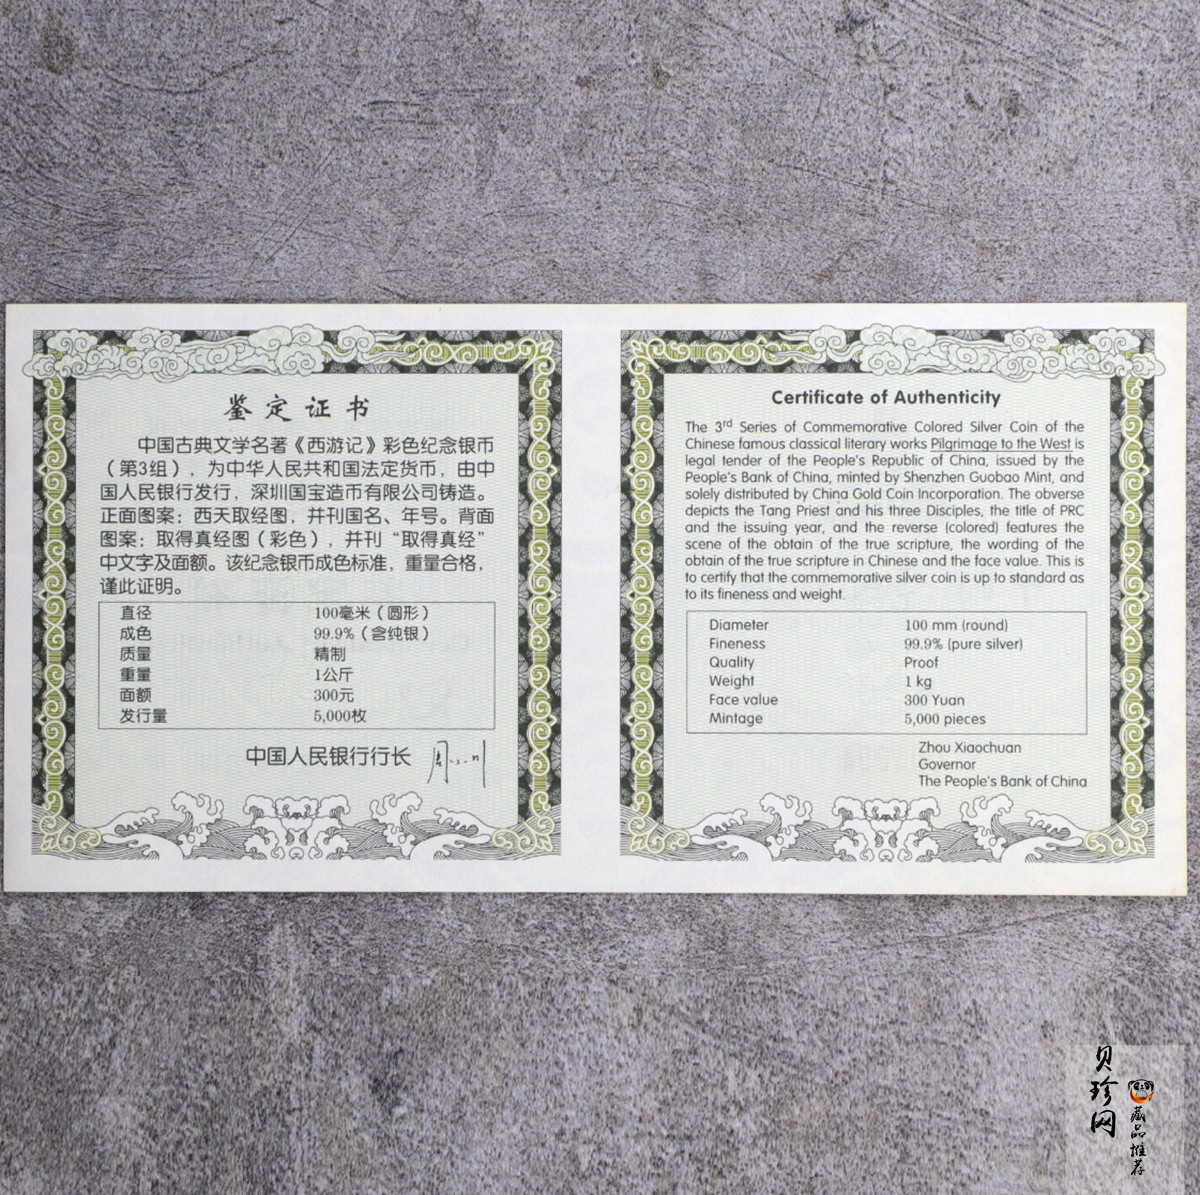 鉴定证书
中国古典文学名著《西游记》彩色纪念银币
（第3组），为中华人民共和国法定货币，由中
国人民银行发行，深圳国宝造币有限公司铸造。
正面图案：西天取经图，并刊国名、年号。背面
图案：取得真经图（彩色），并刊“取得真经”
中文字及面额。该纪念银币成色标准，重量合格，
谨此证明。
直径 100毫米（圆形）
成色 99.9%（含纯银）
质量 精制
重量 1公斤
面额 300元
发行量 5,000枚
中国人民银行行长 周小川
Certificate of Authenticity
The 3rd Series of Commemorative Colored Silver Coin of the
Chinese famous classical literary works Pilgrimage to the West is
legal tender of the People's Republic of China, issued by the
People's Bank of China, minted by Shenzhen Guobao Mint, and
solely distributed by China Gold Coin Incorporation. The obverse
depicts the Tang Priest and his three Disciples, the title of PRC
and the issuing year, and the reverse (colored) features the
scene of the obtain of the true scripture, the wording of the
obtain of true scripture in Chinese and the face value. This is
to certify that the commemorative silver coin is up to standard as
to its fineness and weight.
Diameter 100 mm (round)
Fineness 99.9% (pure silver)
Quality Proof
Weight 1 kg
Face value 300 Yuan
Mintage 5,000 pieces
Zhou Xiaochuan
Governor
The People's Bank of China
贝珍网
藏品推荐